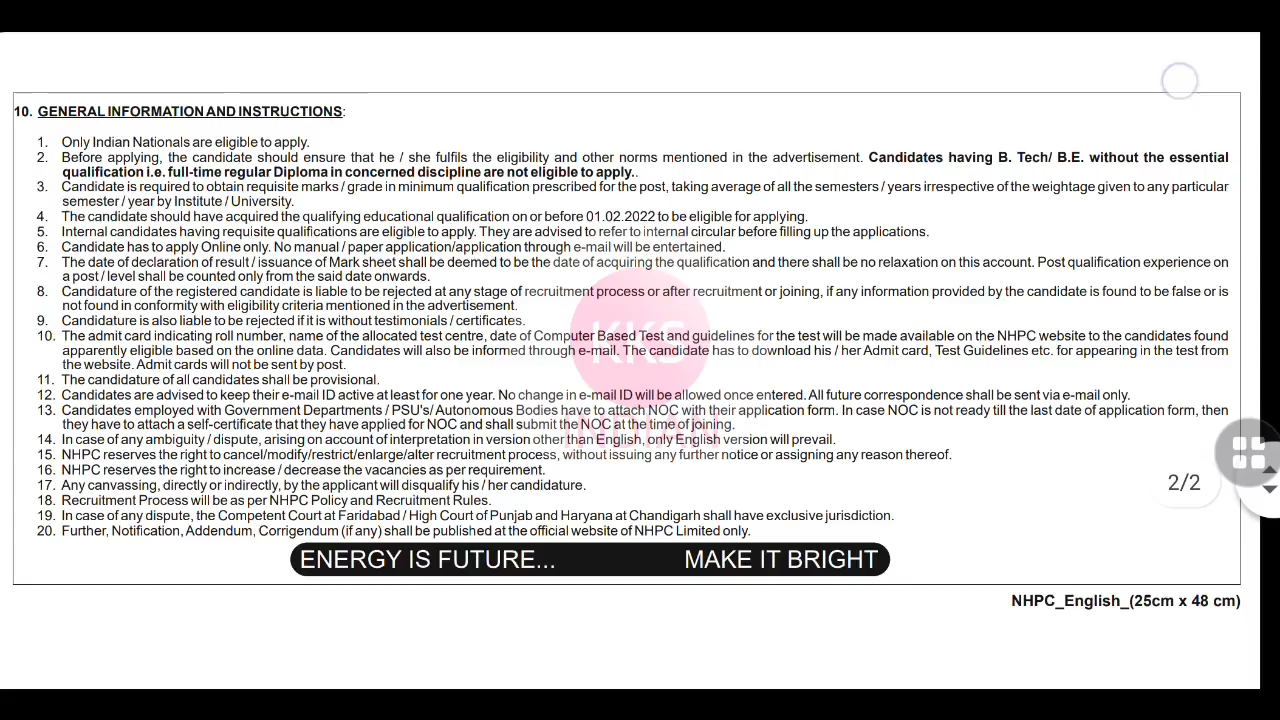 10. GENERAL INFORMATION AND INSTRUCTIONS:
1. Only Indian Nationals are eligible to apply.
2. Before applying, the candidate should ensure that he / she fulfils the eligibility and other norms mentioned in the advertisement. Candidates having B. Tech/ B.E. without the essential
qualification i.e. full-time regular Diploma in concerned discipline are not eligible to apply..
3. Candidate is required to obtain requisite marks / grade in minimum qualification prescribed for the post, taking average of all the semesters / years irrespective of the weightage given to any particular
semester / year by Institute / University.
4. The candidate should have acquired the qualifying educational qualification on or before 01.02.2022 to be eligible for applying.
5. Internal candidates having requisite qualifications are eligible to apply. They are advised to refer to internal circular before filling up the applications.
6. Candidate has to apply Online only. No manual / paper application/application through e-mail will be entertained.
7. The date of declaration of result / issuance of Mark sheet shall be deemed to be the date of acquiring the qualification and there shall be no relaxation on this account. Post qualification experience on
a post / level shall be counted only from the said date onwards.
8. Candidature of the registered candidate is liable to be rejected at any stage of recruitment process or after recruitment or joining, if any information provided by the candidate is found to be false or is
not found in conformity with eligibility criteria mentioned in the advertisement.
9. Candidature is also liable to be rejected if it is without testimonials / certificates.
10. The admit card indicating roll number, name of the allocated test centre, date of Computer Based Test and guidelines for the test will be made available on the NHPC website to the candidates found
apparently eligible based on the online data. Candidates will also be informed through e-mail. The candidate has to download his / her Admit card, Test Guidelines etc. for appearing in the test from
the website. Admit cards will not be sent by post.
11. The candidature of all candidates shall be provisional.
12. Candidates are advised to keep their e-mail ID active at least for one year. No change in e-mail ID will be allowed once entered. All future correspondence shall be sent via e-mail only.
13. Candidates employed with Government Departments / PSU's/ Autonomous Bodies have to attach NOC with their application form. In case NOC is not ready till the last date of application form, then
they have to attach a self-certificate that they have applied for NOC and shall submit the NOC at the time of joining.
14. In case of any ambiguity / dispute, arising on account of interpretation in version other than English, only English version will prevail.
15. NHPC reserves the right to cancel/modify/restrict/enlarge/alter recruitment process, without issuing any further notice or assigning any reason thereof.
16. NHPC reserves the right to increase / decrease the vacancies as per requirement.
17. Any canvassing, directly or indirectly, by the applicant will disqualify his / her candidature.
18. Recruitment Process will be as per NHPC Policy and Recruitment Rules.
19. In case of any dispute, the Competent Court at Faridabad / High Court of Punjab and Haryana at Chandigarh shall have exclusive jurisdiction.
20. Further, Notification, Addendum, Corrigendum (if any) shall be published at the official website of NHPC Limited only.
KKS
INDIAN
2/2
ENERGY IS FUTURE... MAKE IT BRIGHT
NHPC_English_(25cm x 48 cm)